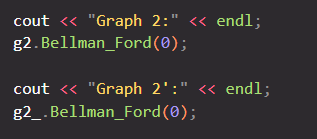 cout << "Graph 2:" << endl;
g2.Bellman_Ford(0);
cout << "Graph 2':" << endl;
g2_.Bellman_Ford(0);